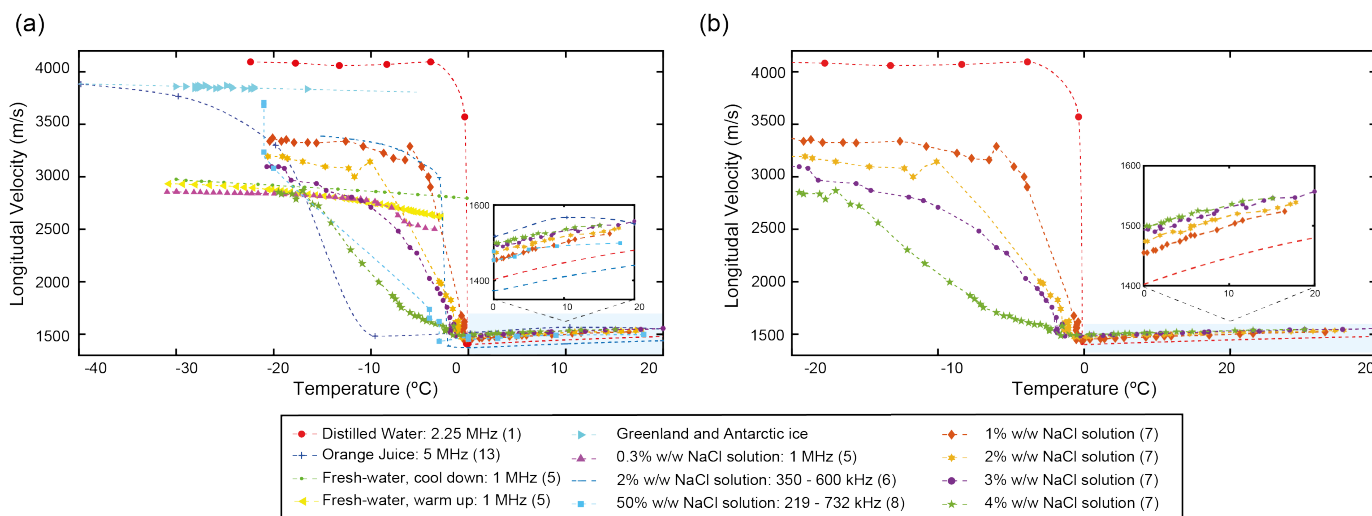 (a)
(b)
4000
3500
3000
2500
2000
1500
Longitudal Velocity (m/s)
1600
1400
0
10
20
-40
-30
-20
-10
0
10
20
Temperature (ºC)
4000
3500
3000
2500
2000
1500
Longitudal Velocity (m/s)
1600
1500
1400
0
10
20
-20
-10
0
20
20
Temperature (ºC)
Distilled Water: 2.25 MHz (1)
Orange Juice: 5 MHz (13)
Fresh-water, cool down: 1 MHz (5)
Fresh-water, warm up: 1 MHz (5)
Greenland and Antarctic ice
0.3% w/w NaCl solution: 1 MHz (5)
2% w/w NaCl solution: 350 - 600 kHz (6)
50% w/w NaCl solution: 219 - 732 kHz (8)
1% w/w NaCl solution (7)
2% w/w NaCl solution (7)
3% w/w NaCl solution (7)
4% w/w NaCl solution (7)